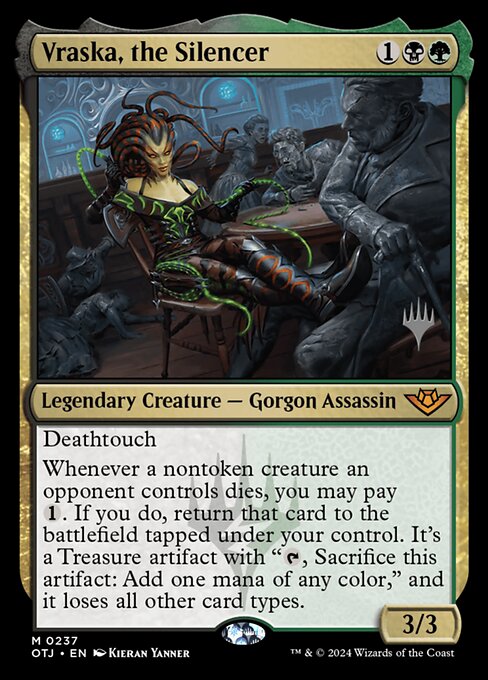 Vraska, the Silencer 1
Legendary Creature — Gorgon Assassin
Deathtouch
Whenever a nontoken creature an
opponent controls dies, you may pay
1. If you do, return that card to the
battlefield tapped under your control. It's
a Treasure artifact with “, Sacrifice this
artifact: Add one mana of any color,” and
it loses all other card types.
3/3
M 0237
OTJ • EN Kieran Yanner
™ & © 2024 Wizards of the Coast